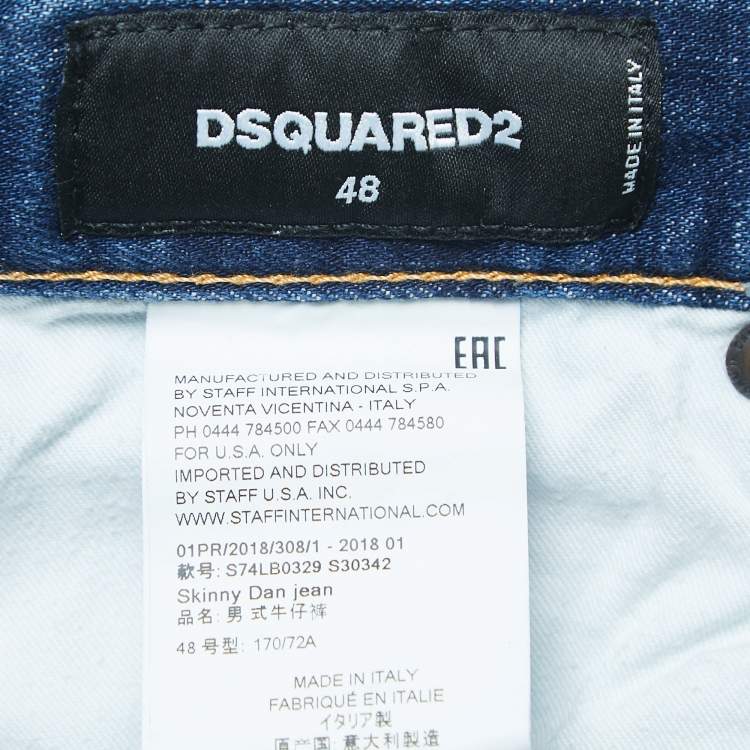 DSQUARED2
48
MADE IN ITALY
EAC
MANUFACTURED AND DISTRIBUTED
BY STAFF INTERNATIONAL S.P.A.
NOVENTA VICENTINA - ITALY
PH 0444 784500 FAX 0444 784580
FOR U.S.A. ONLY
IMPORTED AND DISTRIBUTED
BY STAFF U.S.A. INC.
WWW.STAFFINTERNATIONAL.COM
01PR/2018/308/1 - 2018 01
款号: S74LB0329 S30342
Skinny Dan jean
品名: 男 式牛仔裤
48 号型: 170/72A
MADE IN ITALY
FABRIQUÉ EN ITALIE
イタリア製
原产国: 意大利制造